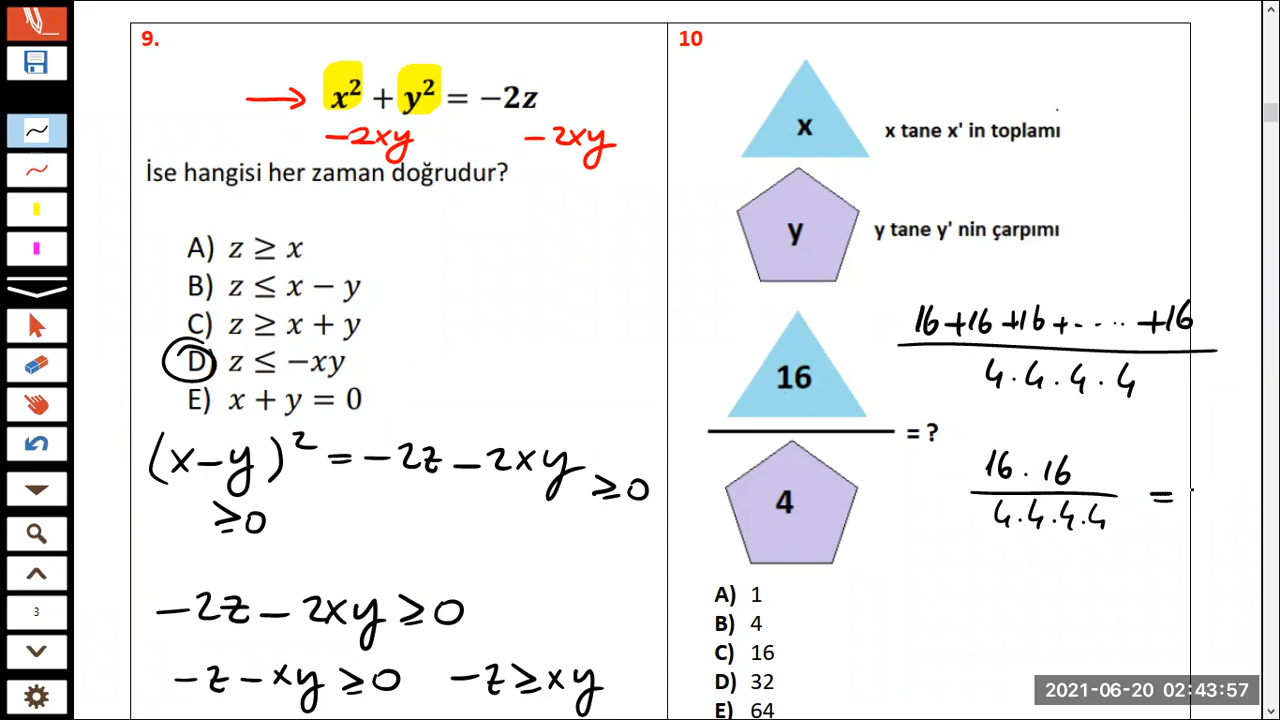 9.
x² + y² = −2z
−2xy −2xy
İse hangisi her zaman doğrudur?
A) z ≥ x
B) z ≤ x − y
C) z ≥ x + y
D) z ≤ −xy
E) x + y = 0
(x−y)² = −2z −2xy ≥0
≥0
−2z − 2xy ≥ 0
−z − xy ≥ 0 −z ≥ xy
10
x
x tane x' in toplamı
y
y tane y' nin çarpımı
16
4
= ?
16+16+16+ - ··· +16
4.4.4.4
16 . 16
4.4.4.4
=
A) 1
B) 4
C) 16
D) 32
E) 64
3
2021-06-20 02:43:57